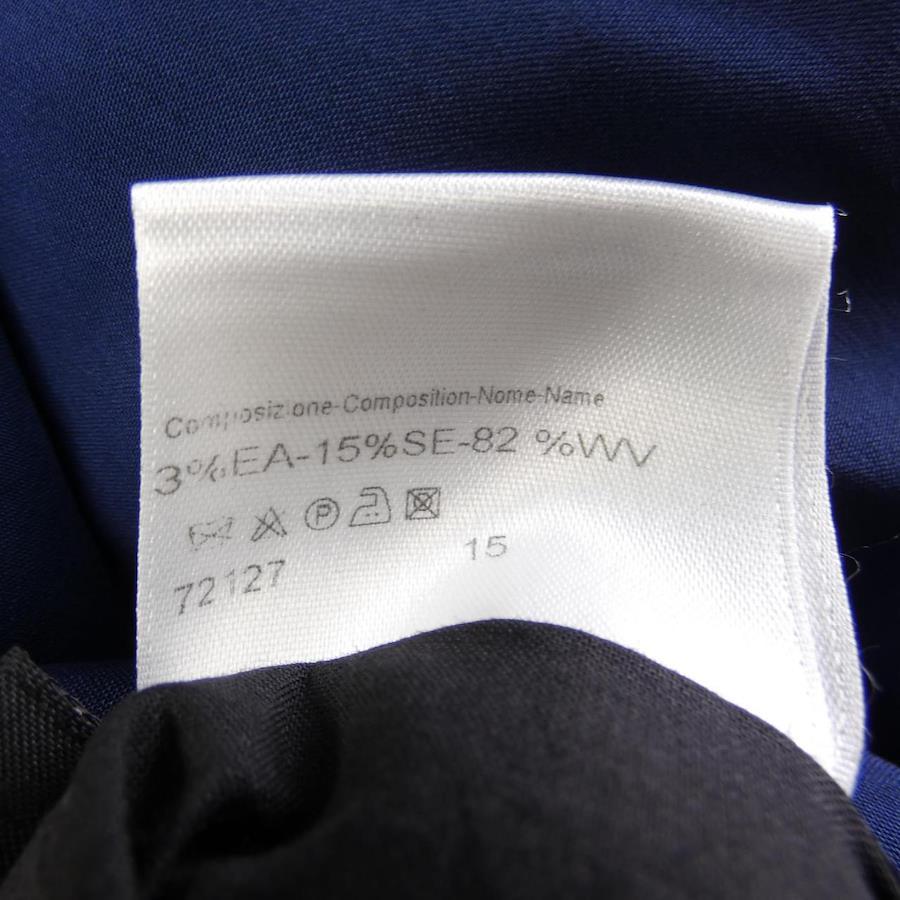 Composizione-Composition-Nome-Name
3%EA-15%SE-82 %WV
P
72127 15